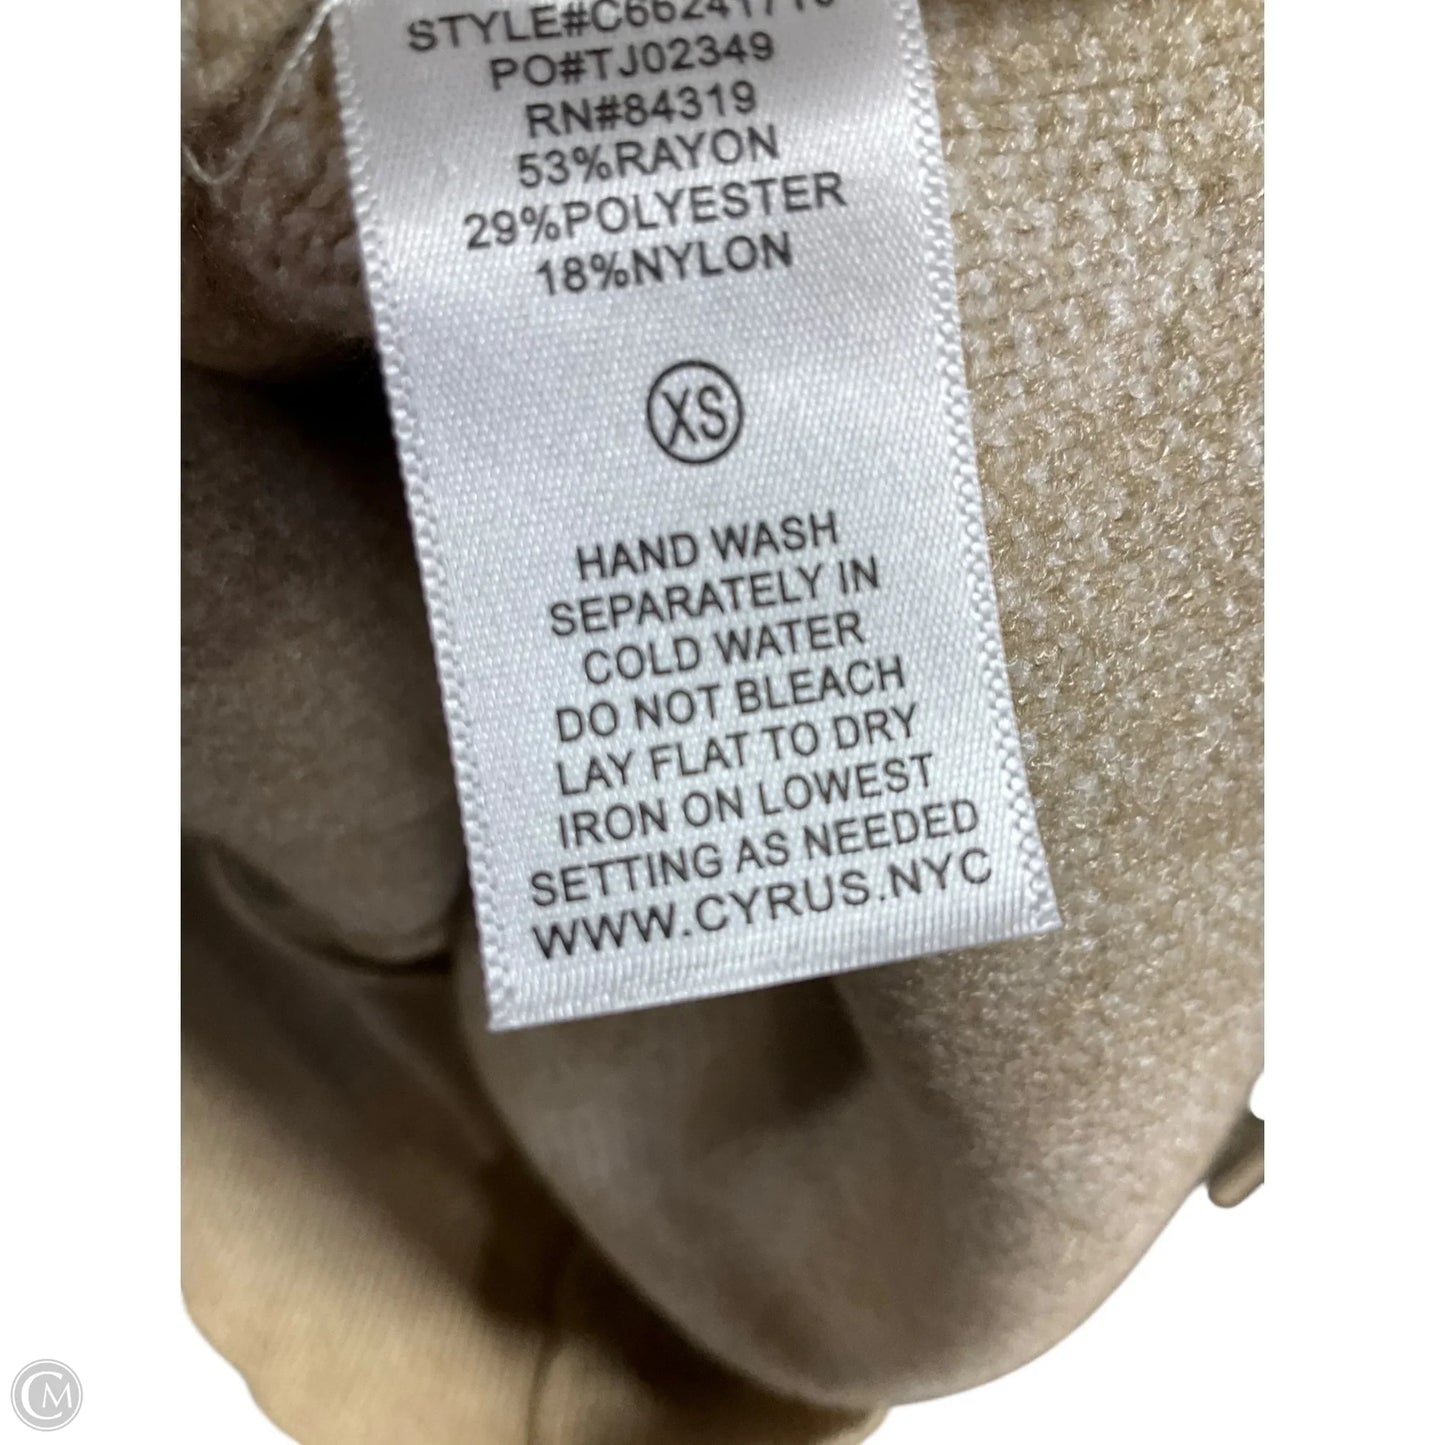 PO#TJ02349
RN#84319
53%RAYON
29%POLYESTER
18%NYLON
XS
HAND WASH
SEPARATELY IN
COLD WATER
DO NOT BLEACH
LAY FLAT TO DRY
IRON ON LOWEST
SETTING AS NEEDED
WWW.CYRUS.NYC
CM